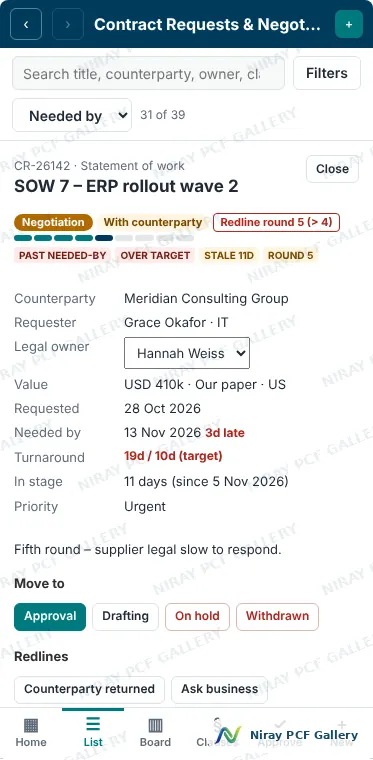 ‹ › Contract Requests & Negot... +
Search title, counterparty, owner, cl
Filters
Needed by 31 of 39
CR-26142 · Statement of work
Close
SOW 7 – ERP rollout wave 2
Negotiation With counterparty Redline round 5 (> 4)
PAST NEEDED-BY OVER TARGET STALE 11D ROUND 5
Counterparty Meridian Consulting Group
Requester Grace Okafor · IT
Legal owner Hannah Weiss
Value USD 410k · Our paper · US
Requested 28 Oct 2026
Needed by 13 Nov 2026 3d late
Turnaround 19d / 10d (target)
In stage 11 days (since 5 Nov 2026)
Priority Urgent
Fifth round – supplier legal slow to respond.
Move to
Approval Drafting On hold Withdrawn
Redlines
Counterparty returned Ask business
Home List Board Approve New
Niray PCF Gallery
NIRAY PCF GALLERY